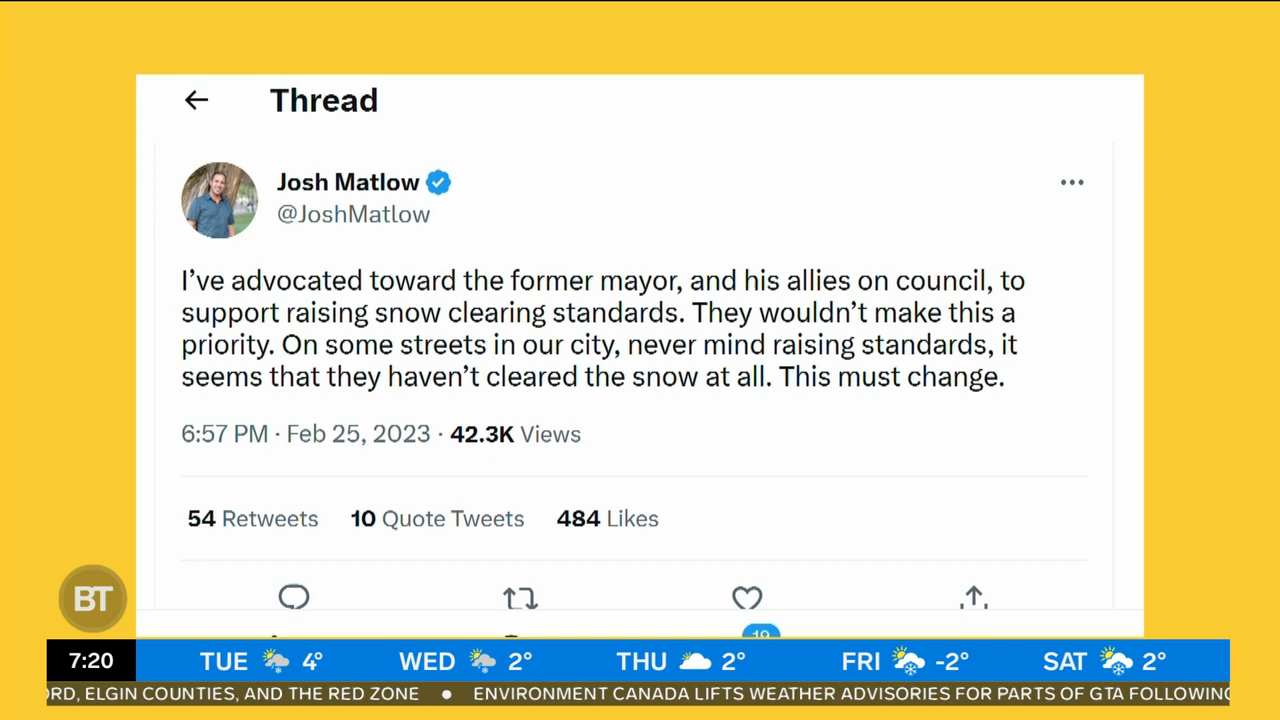 Thread
Josh Matlow
@JoshMatlow
I’ve advocated toward the former mayor, and his allies on council, to
support raising snow clearing standards. They wouldn’t make this a
priority. On some streets in our city, never mind raising standards, it
seems that they haven’t cleared the snow at all. This must change.
6:57 PM · Feb 25, 2023 · 42.3K Views
54 Retweets 10 Quote Tweets 484 Likes
BT
19
7:20 TUE 4° WED 2° THU 2° FRI -2° SAT 2°
ORD, ELGIN COUNTIES, AND THE RED ZONE • ENVIRONMENT CANADA LIFTS WEATHER ADVISORIES FOR PARTS OF GTA FOLLOWING